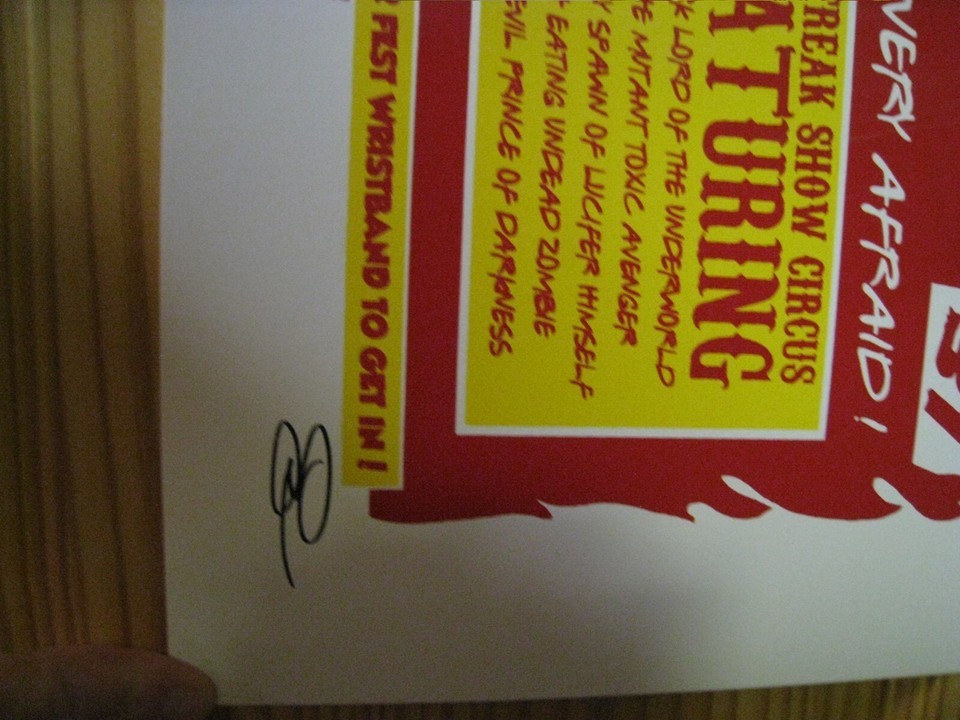 VERY AFRAID!
FREAK SHOW CIRCUS
ATURING
LORD OF THE UNDERWORLD
MUTANT TOXIC AVENGER
SPAWN OF LUCIFER HIMSELF
EATING UNDEAD ZOMBIE
EVIL PRINCE OF DARKNESS
FEST WRISTBAND TO GET IN!